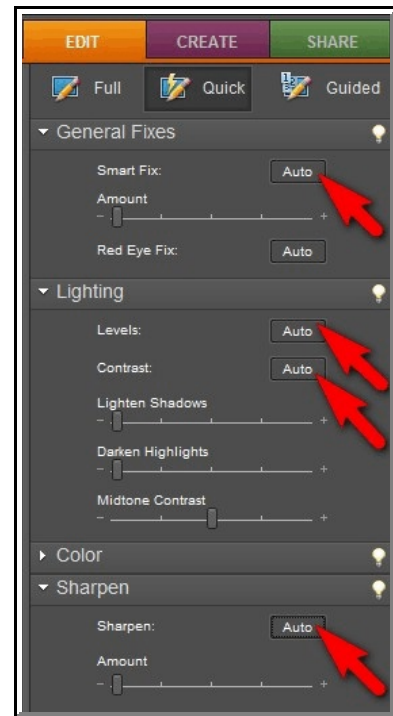 EDIT CREATE SHARE
Full Quick Guided
General Fixes
Smart Fix: Auto
Amount
- +
Red Eye Fix: Auto
Lighting
Levels: Auto
Contrast: Auto
Lighten Shadows
- +
Darken Highlights
- +
Midtone Contrast
- +
Color
Sharpen
Sharpen: Auto
Amount
- +